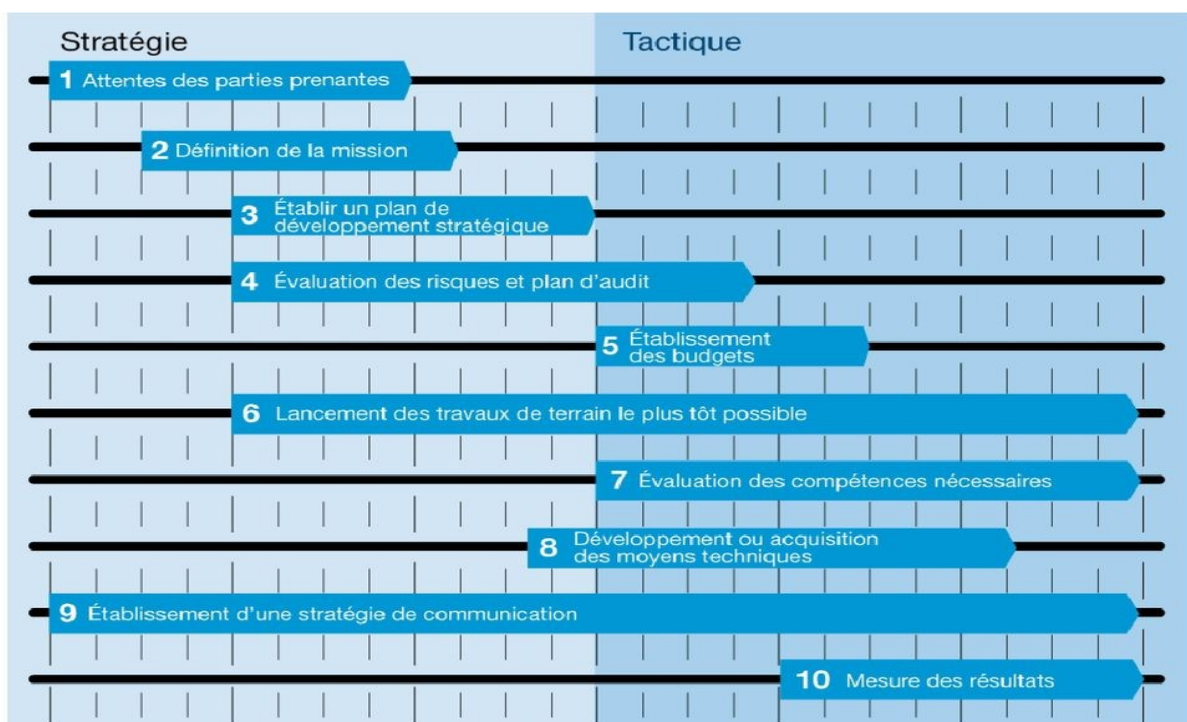 Stratégie
Tactique
1 Attentes des parties prenantes
2 Définition de la mission
3 Établir un plan de
développement stratégique
4 Évaluation des risques et plan d'audit
5 Établissement
des budgets
6 Lancement des travaux de terrain le plus tôt possible
7 Évaluation des compétences nécessaires
8 Développement ou acquisition
des moyens techniques
9 Établissement d'une stratégie de communication
10 Mesure des résultats